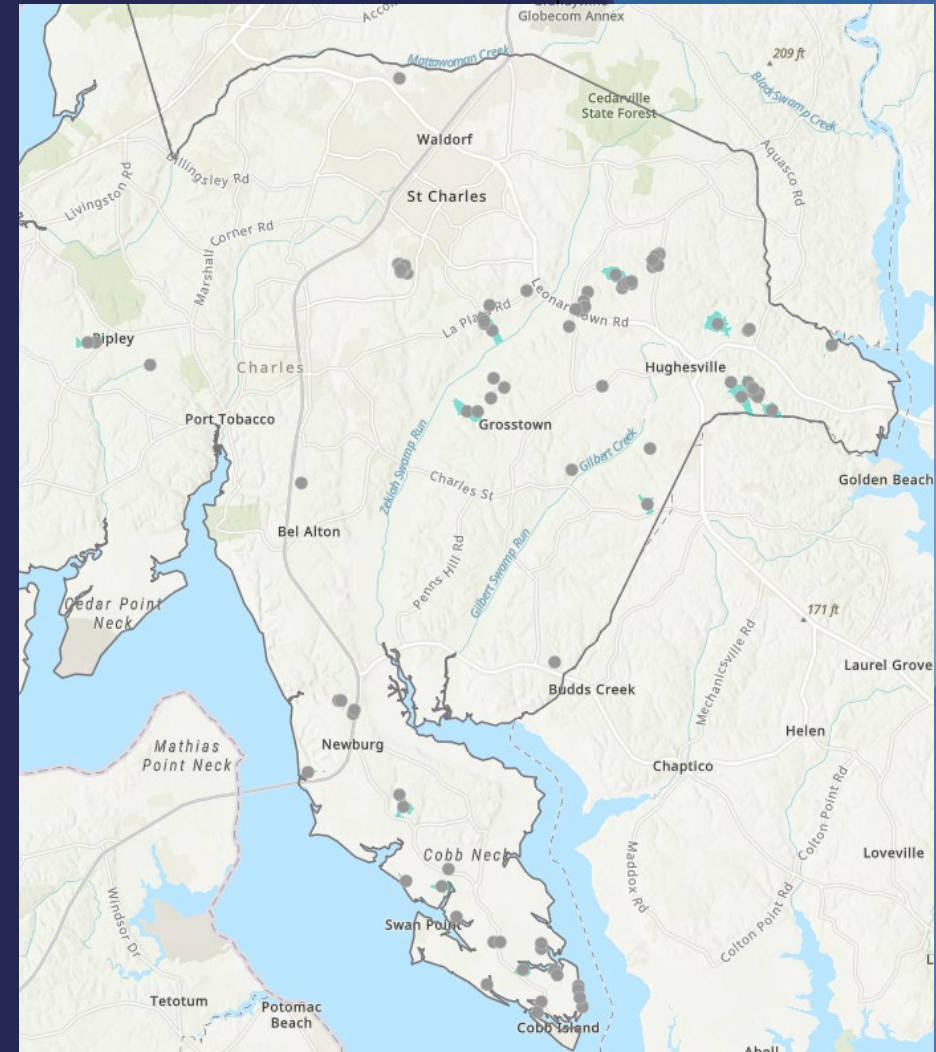 Globecom Annex
209 ft
Mattawoman Creek
Black Swamp Creek
Cedarville
State Forest
Waldorf
Aquasco Rd
Billingsley Rd
Livingston Rd
St Charles
Marshall Corner Rd
La Plata Rd
Leonardtown Rd
Ripley
Charles
Hughesville
Port Tobacco
Grosstown
Zekiah Swamp Run
Gilbert Creek
Charles St
Golden Beach
Bel Alton
Penns Hill Rd
Gilbert Swamp Run
Cedar Point
Neck
171 ft
Mechanicsville Rd
Laurel Grove
Budds Creek
Helen
Mathias
Point Neck
Newburg
Chaptico
Colton Point Rd
Cobb Neck
Loveville
Maddox Rd
Windsor Dr
Swan Point
Colton Point Rd
Tetotum
Potomac
Beach
Cobb Island